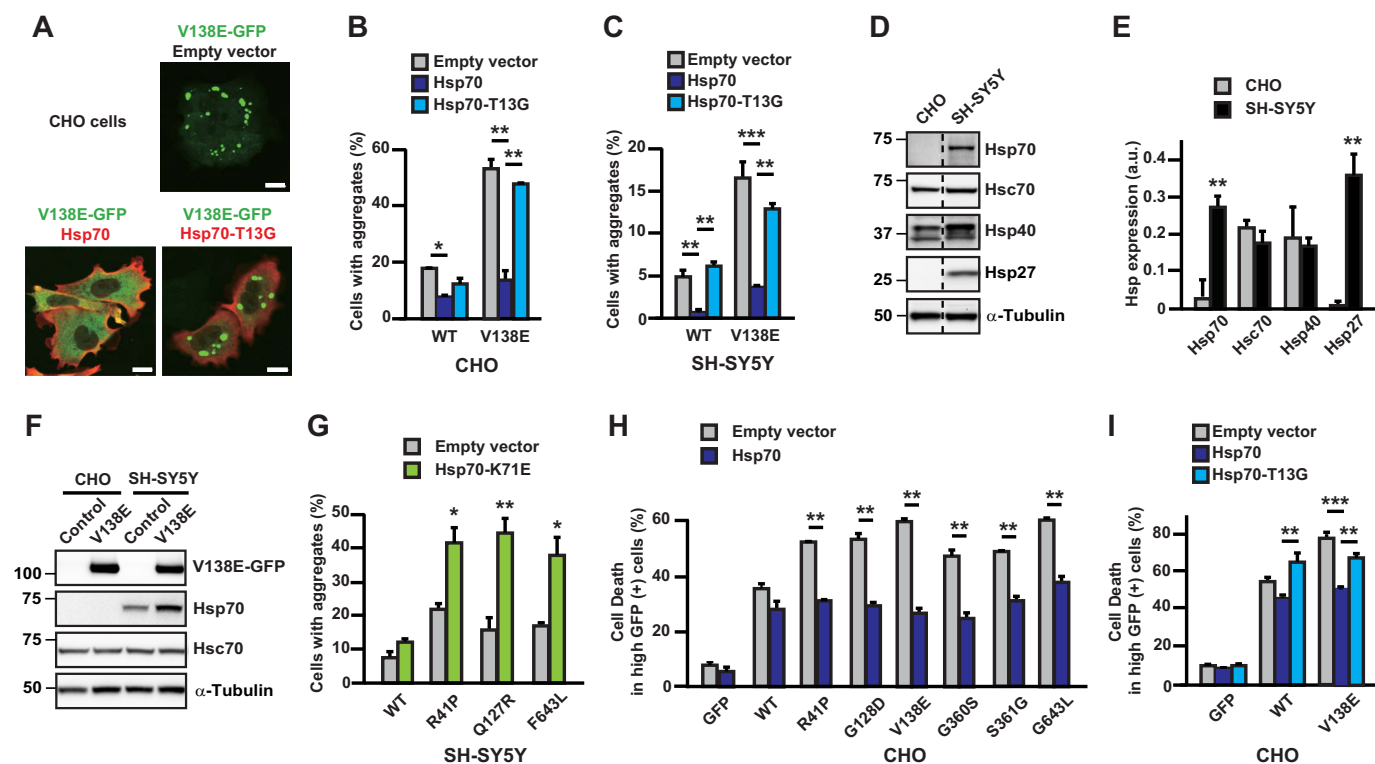 A
V138E-GFP
Empty vector
CHO cells
V138E-GFP
Hsp70
V138E-GFP
Hsp70-T13G
B
Empty vector
Hsp70
Hsp70-T13G
Cells with aggregates (%)
60
40
20
0
*
**
**
WT
V138E
CHO
C
Empty vector
Hsp70
Hsp70-T13G
Cells with aggregates (%)
20
15
10
5
0
**
**
***
**
WT
V138E
SH-SY5Y
D
CHO
SH-SY5Y
75
Hsp70
75
Hsc70
37
Hsp40
25
Hsp27
50
α-Tubulin
E
CHO
SH-SY5Y
Hsp expression (a.u.)
0.4
0.2
0.1
0
**
**
Hsp70
Hsc70
Hsp40
Hsp27
F
CHO
SH-SY5Y
Control
V138E
Control
V138E
100
V138E-GFP
75
Hsp70
75
Hsc70
50
α-Tubulin
G
Empty vector
Hsp70-K71E
Cells with aggregates (%)
50
40
30
20
10
0
*
**
*
WT
R41P
Q127R
F643L
SH-SY5Y
H
Empty vector
Hsp70
Cell Death
in high GFP (+) cells (%)
60
40
20
0
**
**
**
**
**
**
GFP
WT
R41P
G128D
V138E
G360S
S361G
G643L
CHO
I
Empty vector
Hsp70
Hsp70-T13G
Cell Death
in high GFP (+) cells (%)
80
60
40
20
0
**
***
**
GFP
WT
V138E
CHO